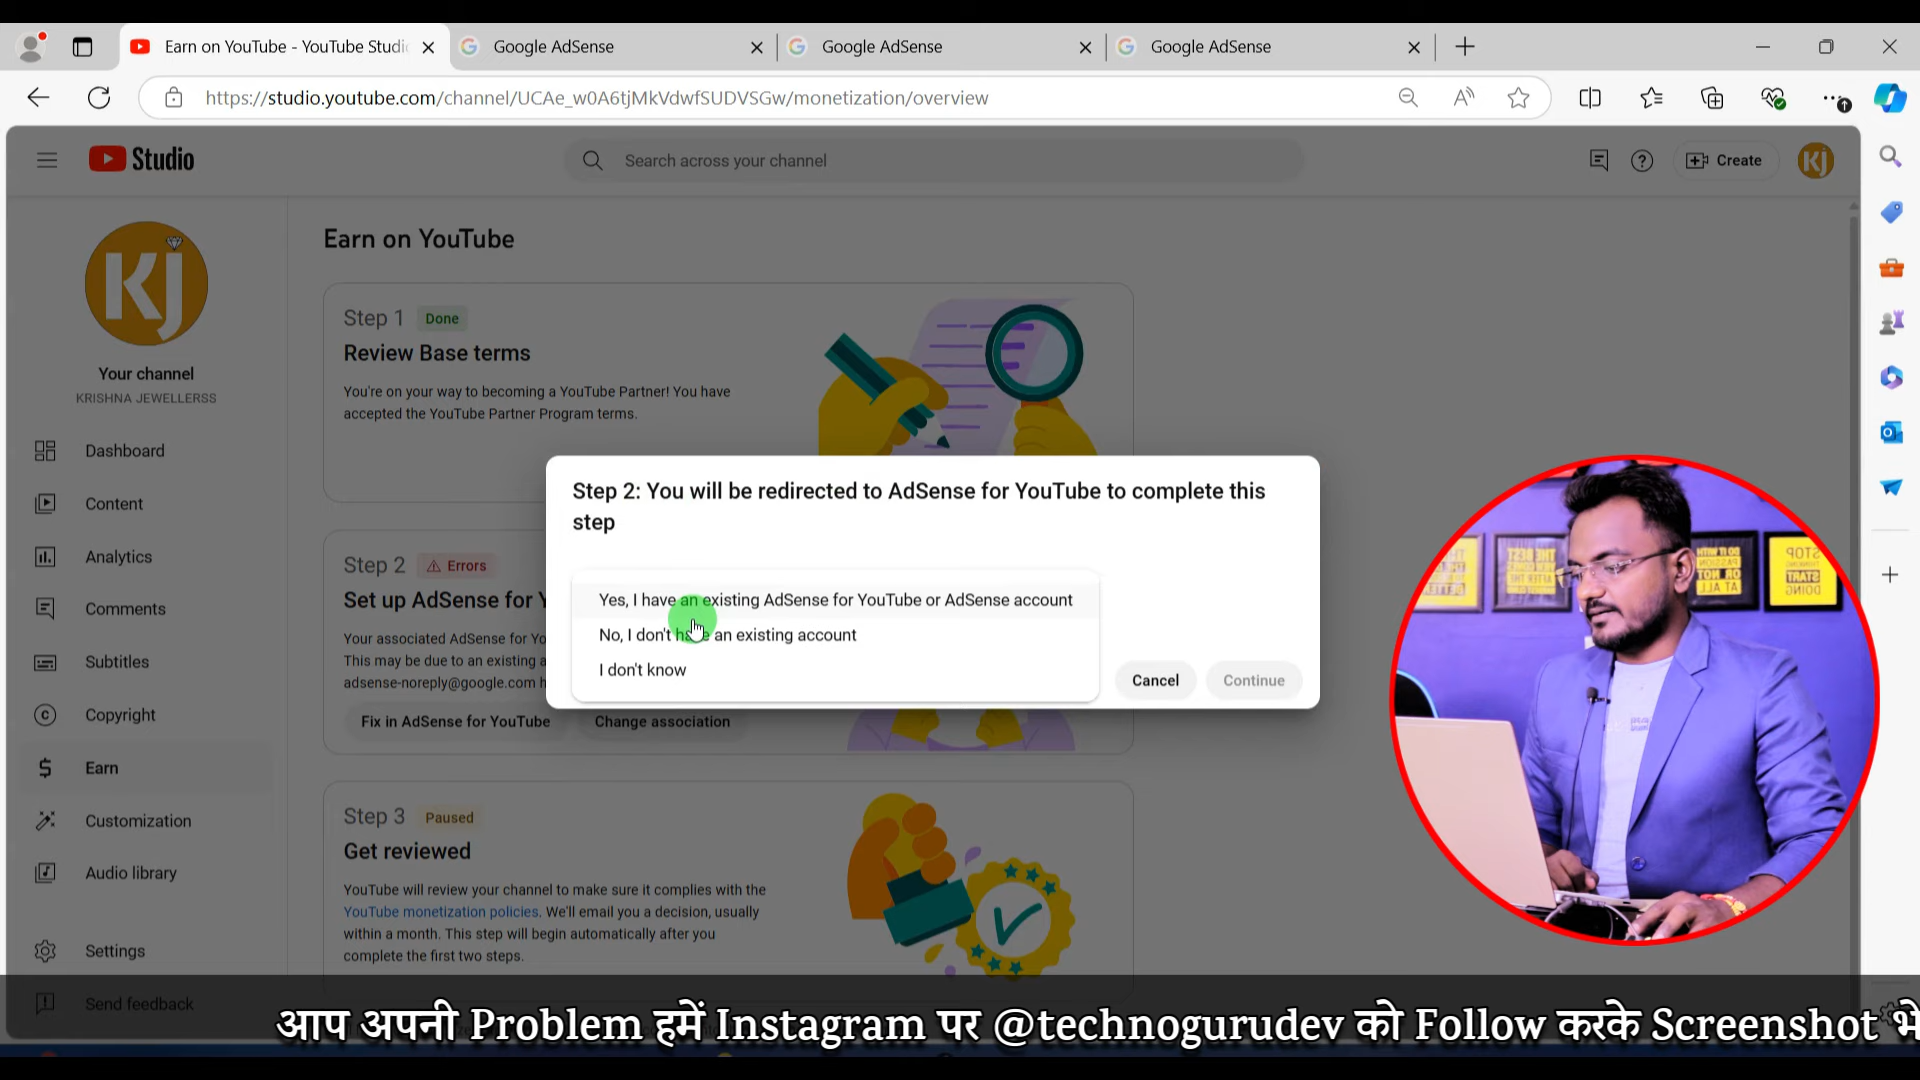 Earn on YouTube - YouTube Studi
Google AdSense
Google AdSense
Google AdSense
https://studio.youtube.com/channel/UCAe_w0A6tjMkVdwfSUDVSGw/monetization/overview
Studio
Search across your channel
Create
KJ
KJ
Your channel
KRISHNA JEWELLERSS
Dashboard
Content
Analytics
Comments
Subtitles
Copyright
Earn
Customization
Audio library
Settings
Send feedback
Earn on YouTube
Step 1 Done
Review Base terms
You're on your way to becoming a YouTube Partner! You have
accepted the YouTube Partner Program terms.
Step 2 Errors
Set up AdSense for Y
Your associated AdSense for Yo
This may be due to an existing a
adsense-noreply@google.com h
Fix in AdSense for YouTube
Change association
Step 2: You will be redirected to AdSense for YouTube to complete this
step
Yes, I have an existing AdSense for YouTube or AdSense account
No, I don't have an existing account
I don't know
Cancel
Continue
Step 3 Paused
Get reviewed
YouTube will review your channel to make sure it complies with the
YouTube monetization policies. We'll email you a decision, usually
within a month. This step will begin automatically after you
complete the first two steps.
आप अपनी Problem हमें Instagram पर @technogurudev को Follow करके Screenshot भे